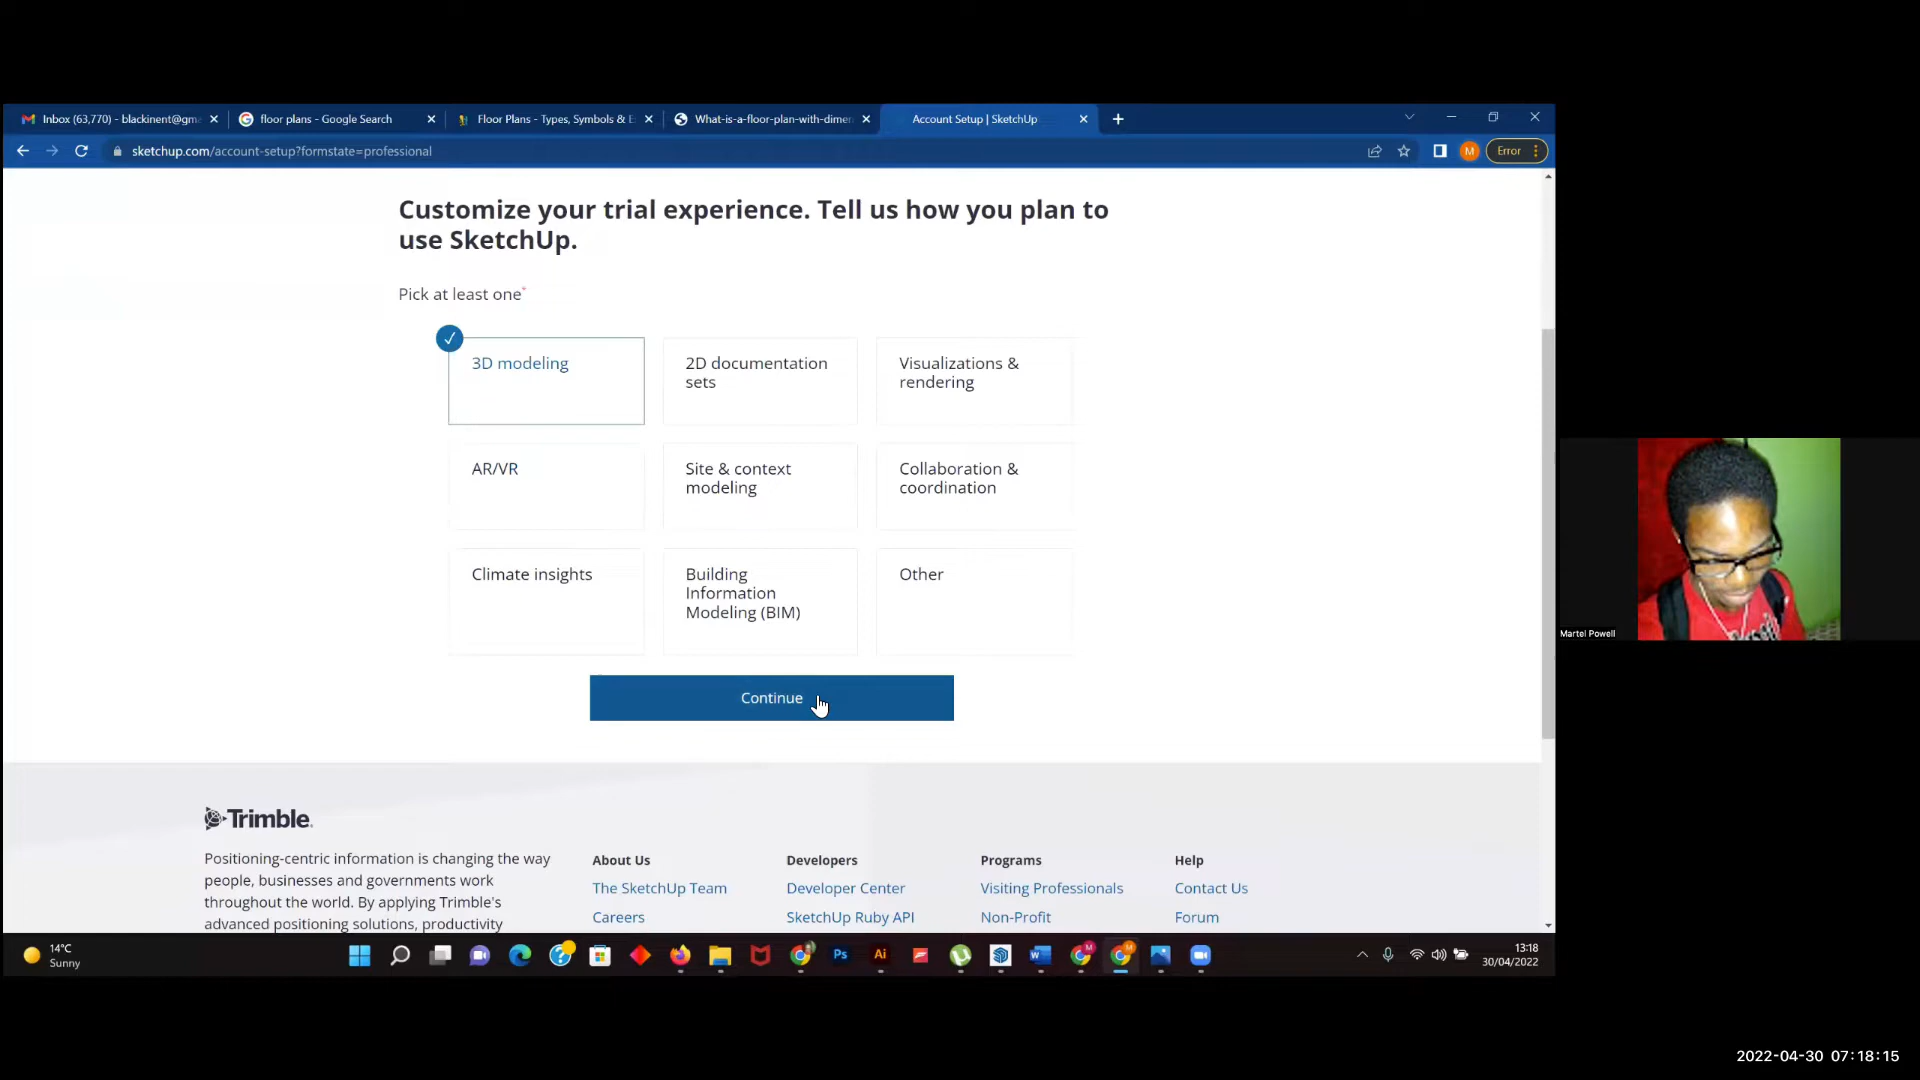 Inbox (63,770) - blackinent@gma
floor plans - Google Search
Floor Plans - Types, Symbols & E
What-is-a-floor-plan-with-dimen
Account Setup | SketchUp
sketchup.com/account-setup?formstate=professional
M
Error
Customize your trial experience. Tell us how you plan to
use SketchUp.
Pick at least one*
3D modeling
2D documentation
sets
Visualizations &
rendering
AR/VR
Site & context
modeling
Collaboration &
coordination
Climate insights
Building
Information
Modeling (BIM)
Other
Continue
Martel Powell
Trimble
Positioning-centric information is changing the way
people, businesses and governments work
throughout the world. By applying Trimble's
advanced positioning solutions, productivity
About Us
The SketchUp Team
Careers
Developers
Developer Center
SketchUp Ruby API
Programs
Visiting Professionals
Non-Profit
Help
Contact Us
Forum
14°C
Sunny
Ps
Ai
13:18
30/04/2022
2022-04-30 07:18:15